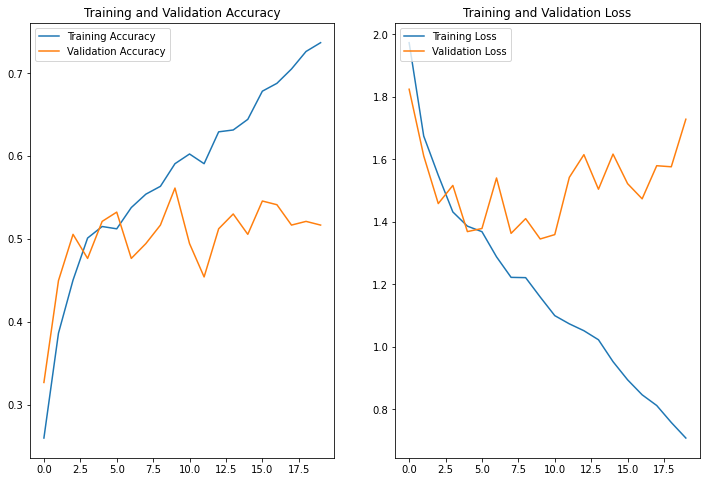 Training and Validation Accuracy
Training Accuracy
Validation Accuracy
0.7
0.6
0.5
0.4
0.3
0.0 2.5 5.0 7.5 10.0 12.5 15.0 17.5
Training and Validation Loss
Training Loss
Validation Loss
2.0
1.8
1.6
1.4
1.2
1.0
0.8
0.0 2.5 5.0 7.5 10.0 12.5 15.0 17.5